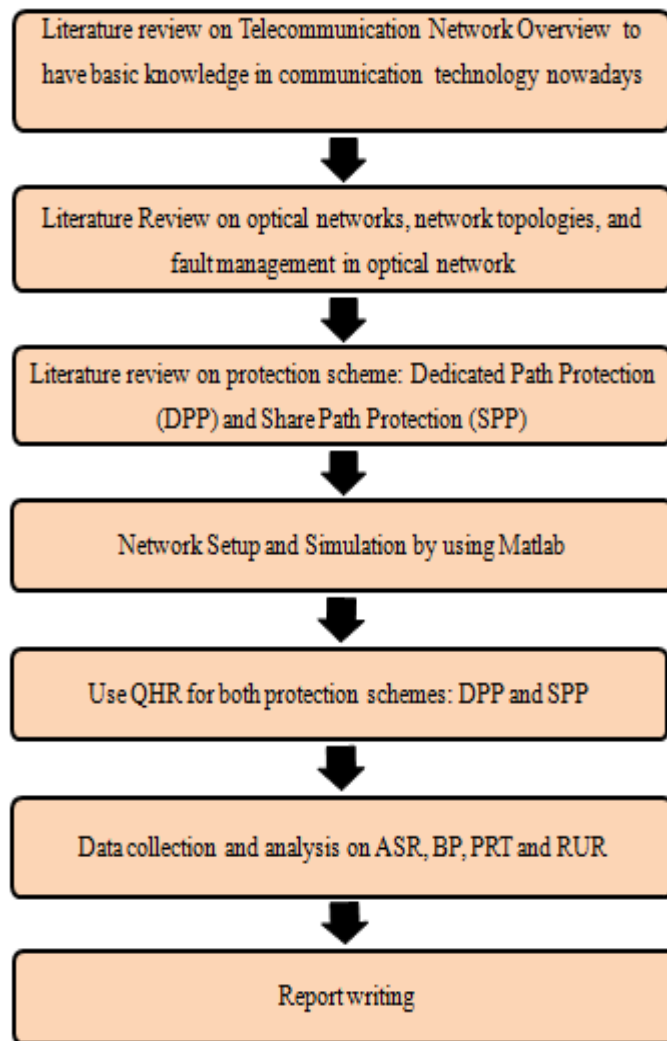 Literature review on Telecommunication Network Overview to
have basic knowledge in communication technology nowadays
Literature Review on optical networks, network topologies, and
fault management in optical network
Literature review on protection scheme: Dedicated Path Protection
(DPP) and Share Path Protection (SPP)
Network Setup and Simulation by using Matlab
Use QHR for both protection schemes: DPP and SPP
Data collection and analysis on ASR, BP, PRT and RUR
Report writing